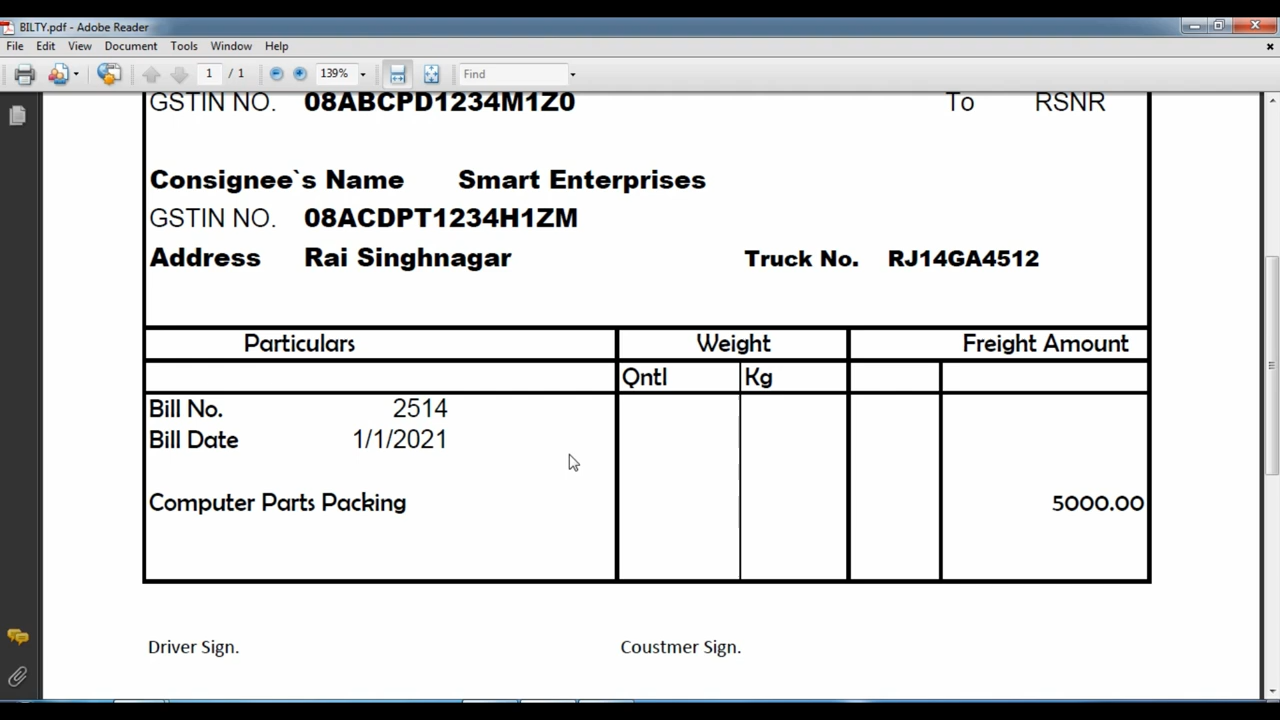 BILTY.pdf - Adobe Reader
File Edit View Document Tools Window Help
1 / 1 139% Find
GSTIN NO. 08ABCPD1234M1Z0 To RSNR
Consignee`s Name Smart Enterprises
GSTIN NO. 08ACDPT1234H1ZM
Address Rai Singhnagar Truck No. RJ14GA4512
Particulars Weight Freight Amount
Qntl Kg
Bill No. 2514
Bill Date 1/1/2021
Computer Parts Packing 5000.00
Driver Sign. Coustmer Sign.